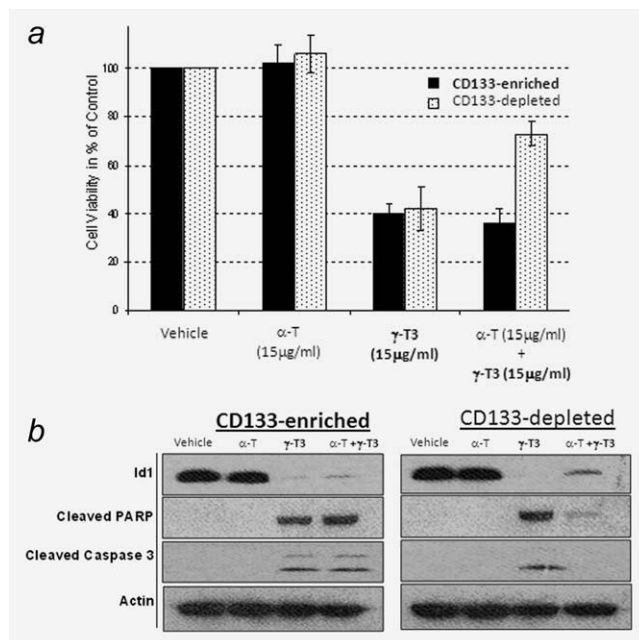 a
Cell Viability in % of Control
100
80
60
40
20
0
CD133-enriched
CD133-depleted
Vehicle
α-T
(15µg/ml)
γ-T3
(15µg/ml)
α-T (15µg/ml)
+
γ-T3 (15µg/ml)
b
CD133-enriched
CD133-depleted
Vehicle α-T γ-T3 α-T +γ-T3
Vehicle α-T γ-T3 α-T +γ-T3
Id1
Cleaved PARP
Cleaved Caspase 3
Actin